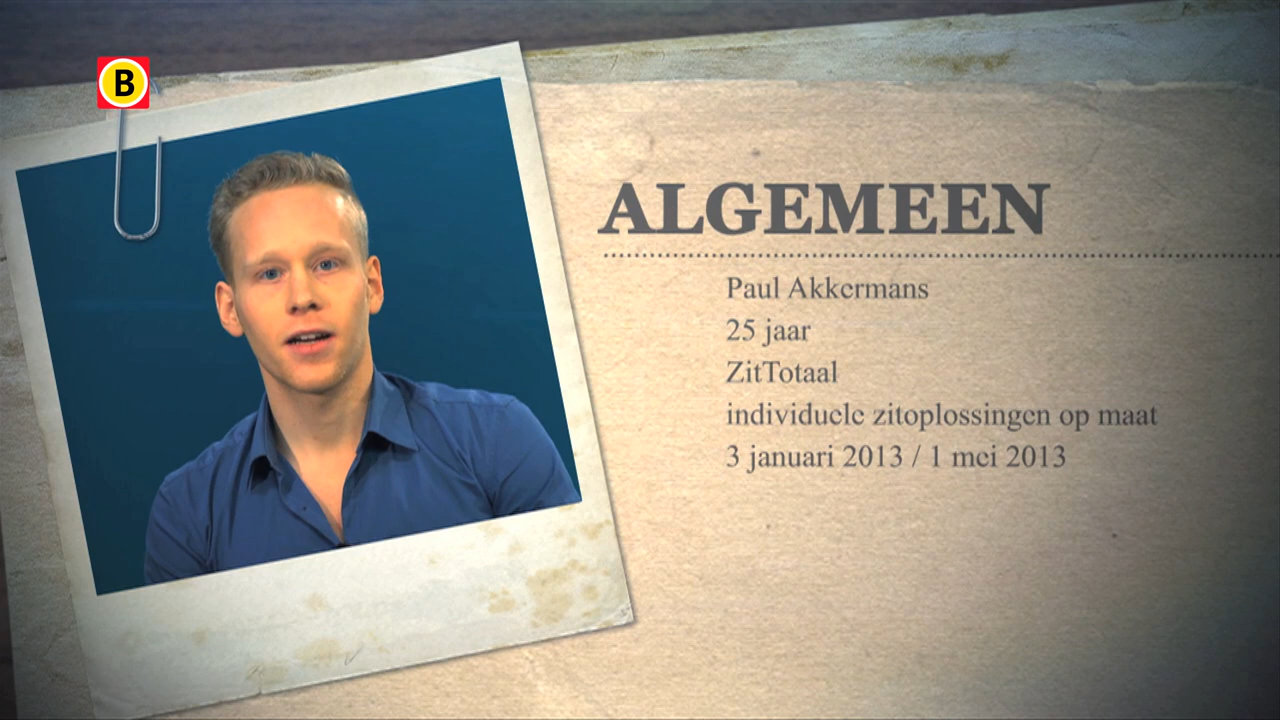 B
ALGEMEEN
Paul Akkermans
25 jaar
ZitTotaal
individuele zitoplossingen op maat
3 januari 2013 / 1 mei 2013